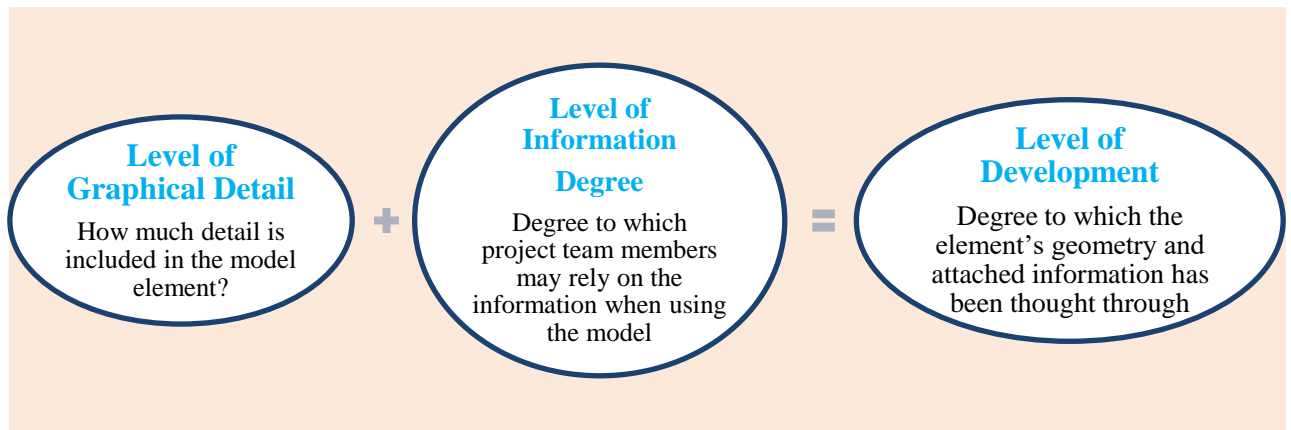 Level of
Graphical Detail
How much detail is
included in the model
element?
+
Level of
Information
Degree
Degree to which
project team members
may rely on the
information when using
the model
=
Level of
Development
Degree to which the
element’s geometry and
attached information has
been thought through